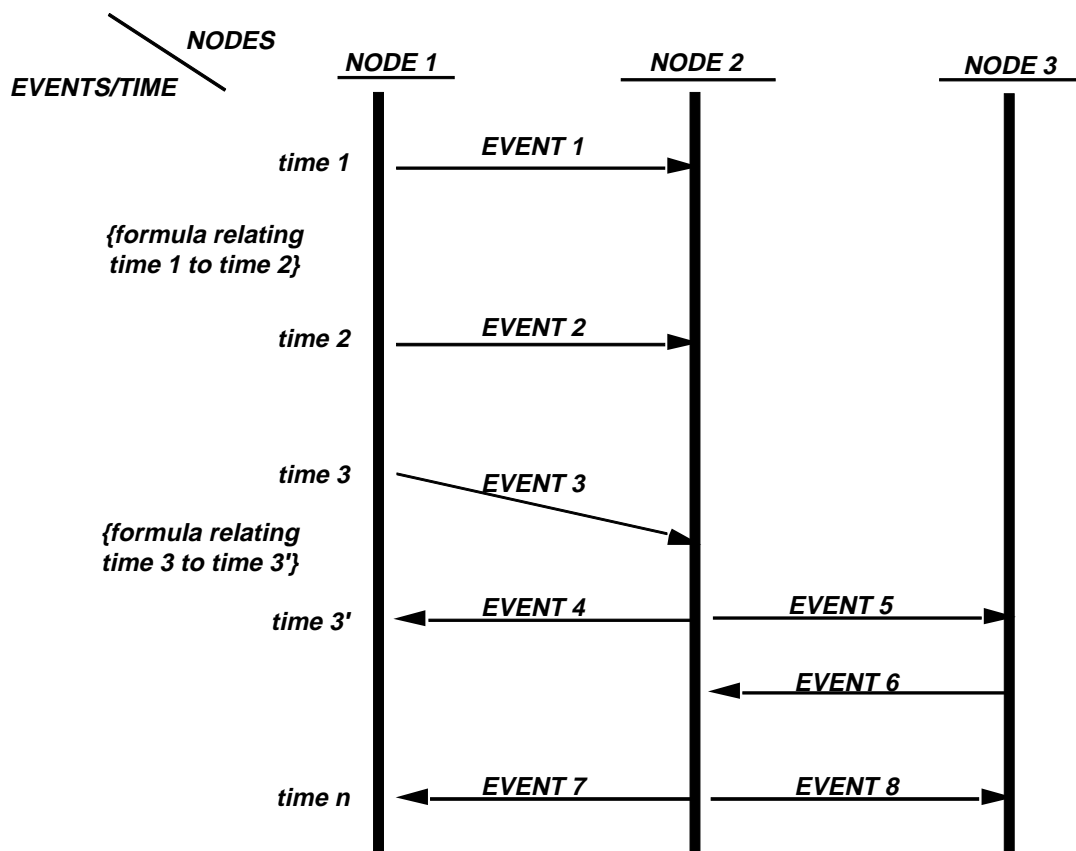 NODES
EVENTS/TIME
NODE 1
NODE 2
NODE 3
time 1
EVENT 1
{formula relating
time 1 to time 2}
time 2
EVENT 2
time 3
EVENT 3
{formula relating
time 3 to time 3'}
time 3'
EVENT 4
EVENT 5
EVENT 6
time n
EVENT 7
EVENT 8